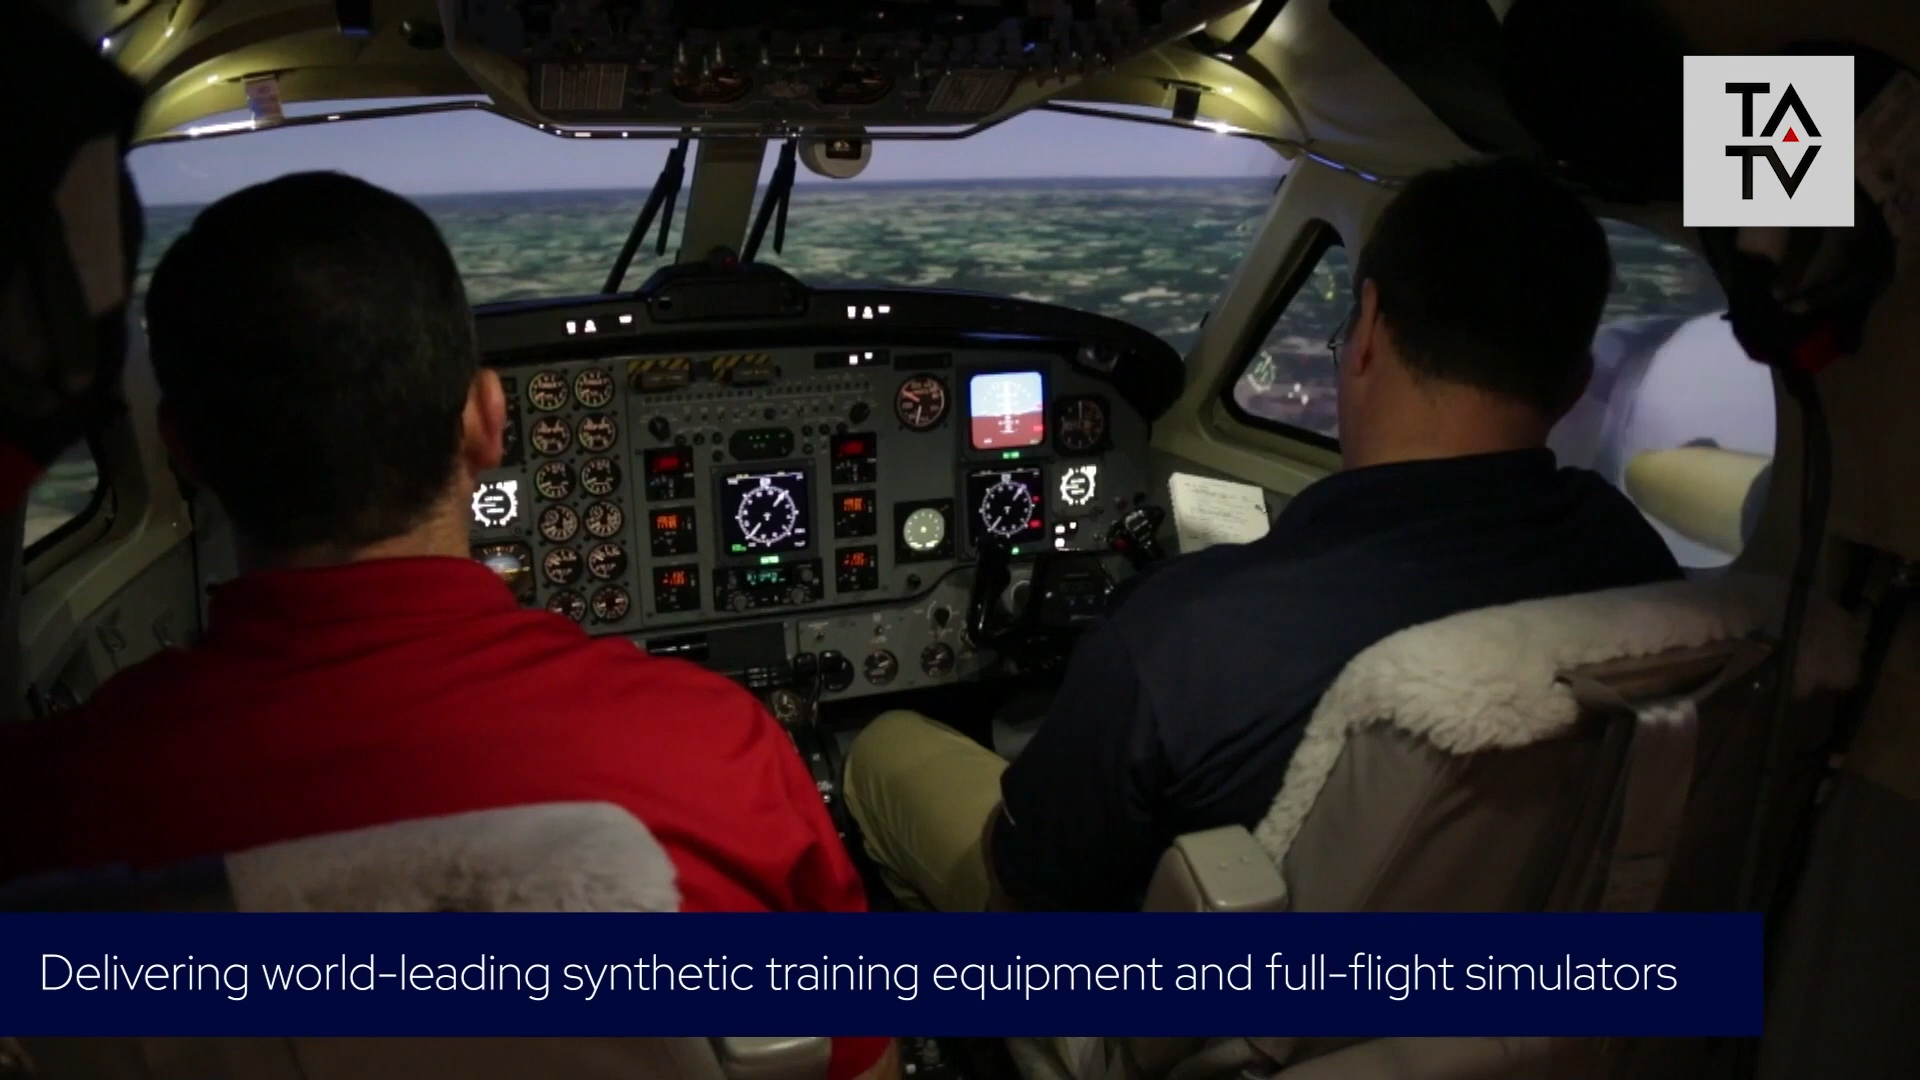 TA
TV
Delivering world-leading synthetic training equipment and full-flight simulators